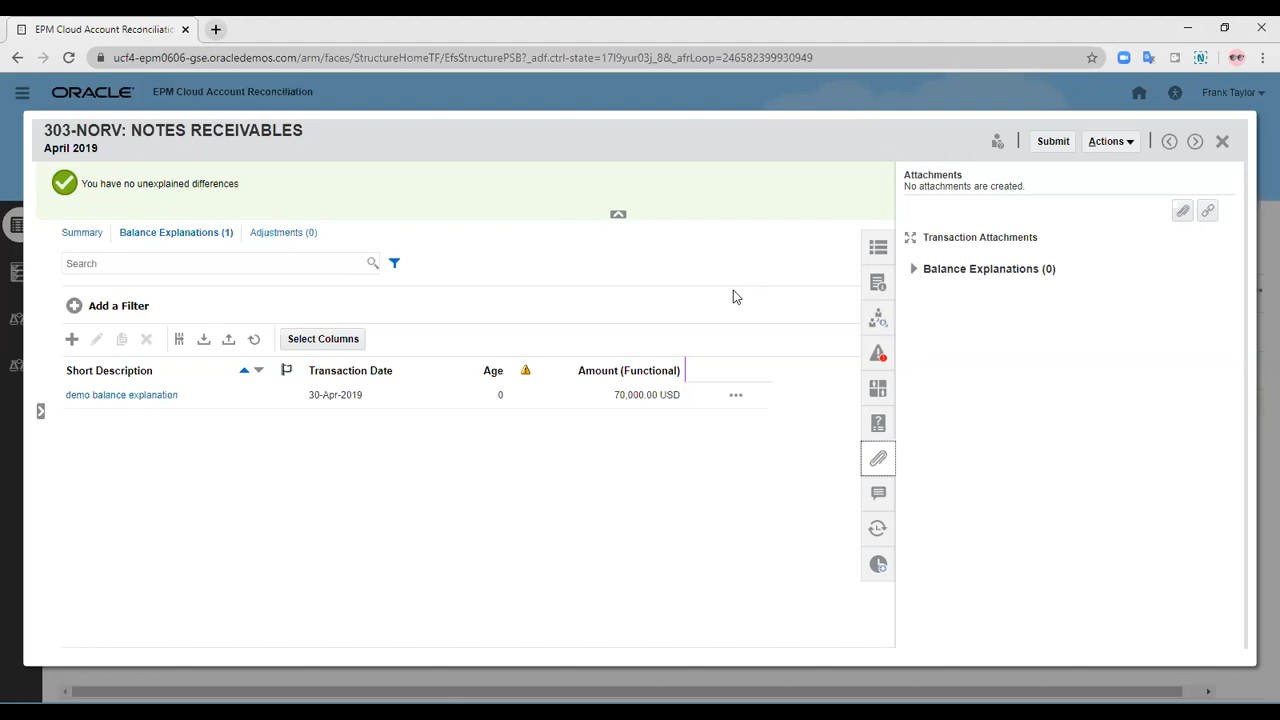 EPM Cloud Account Reconciliatic
ucf4-epm0606-gse.oracledemos.com/arm/faces/StructureHomeTF/EfsStructurePSB?_adf.ctrl-state=17l9yur03j_8&_afrLoop=246582399930949
ORACLE
EPM Cloud Account Reconciliation
Frank Taylor
303-NORV: NOTES RECEIVABLES
April 2019
Submit
Actions
You have no unexplained differences
Attachments
No attachments are created.
Summary
Balance Explanations (1)
Adjustments (0)
Transaction Attachments
Search
Balance Explanations (0)
Add a Filter
Select Columns
Short Description
Transaction Date
Age
Amount (Functional)
demo balance explanation
30-Apr-2019
0
70,000.00 USD